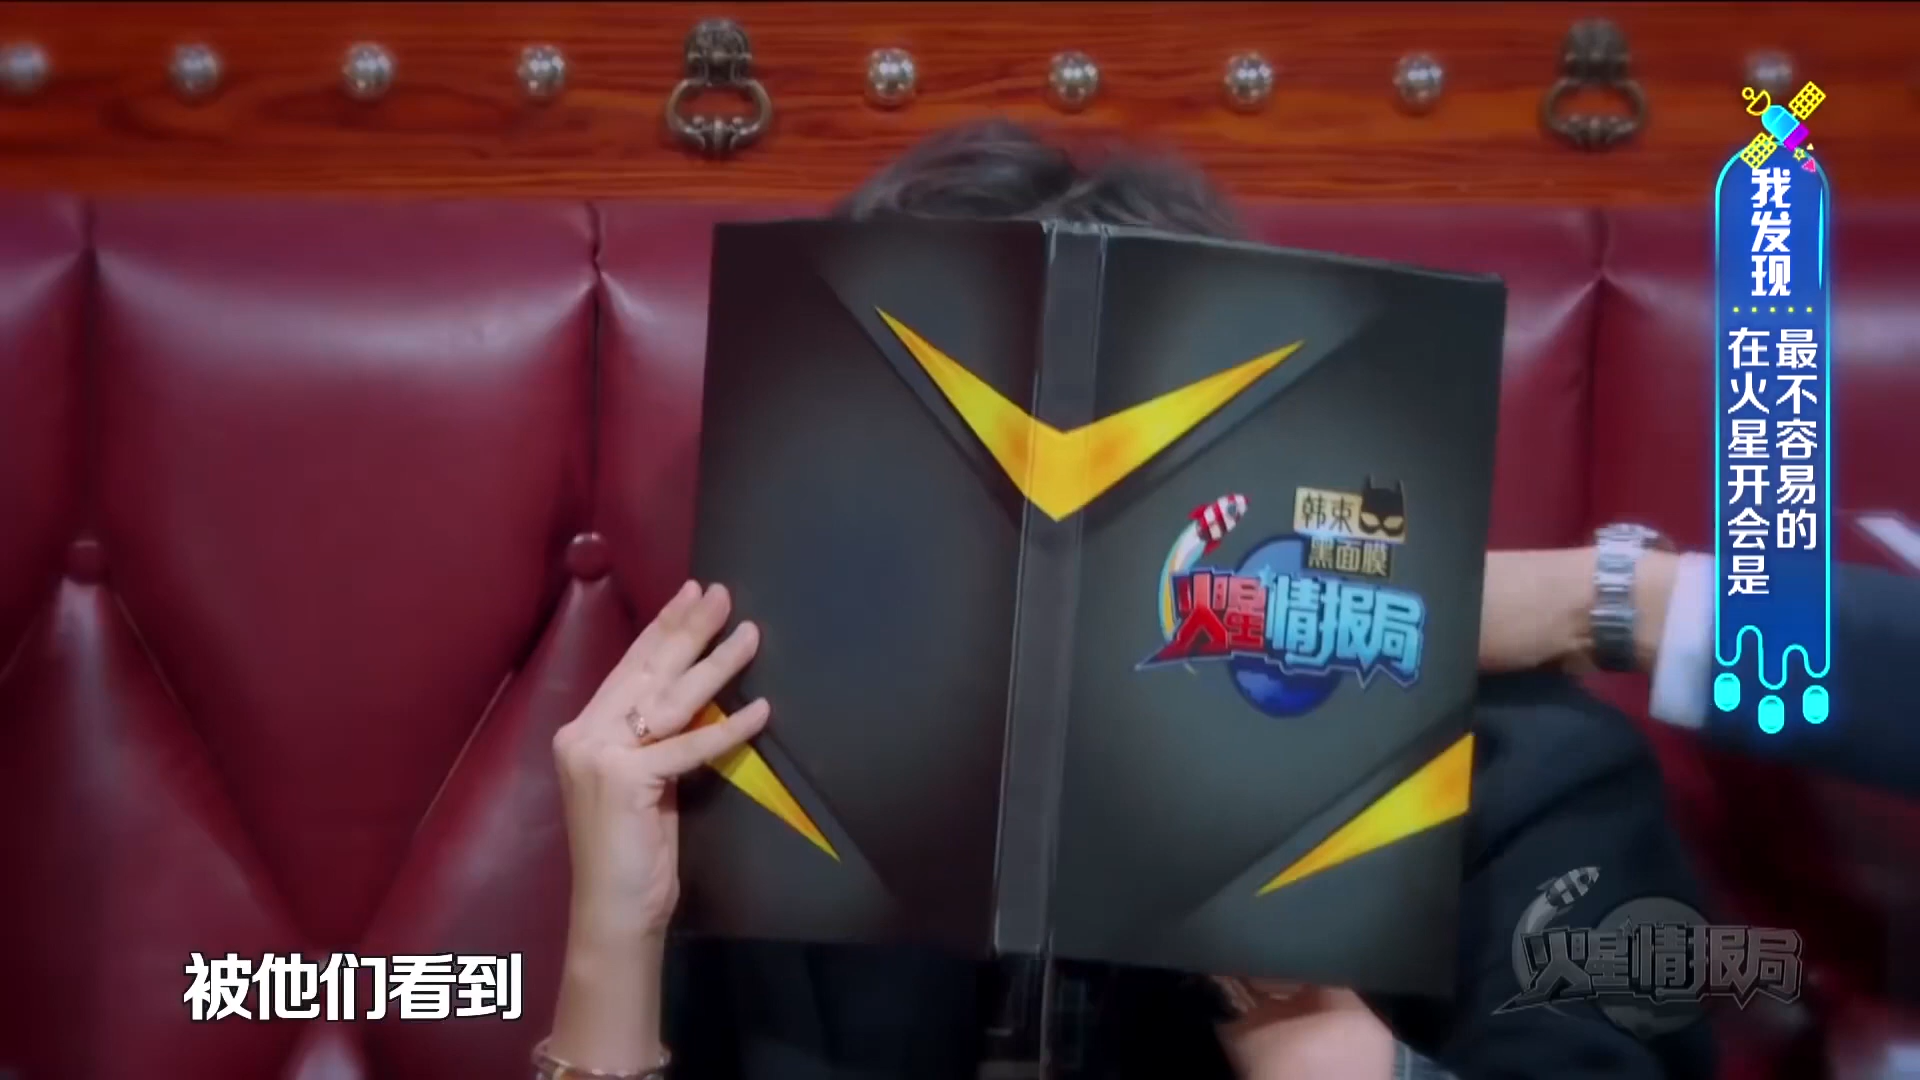 我发现
最不容易的
在火星开会是
韩束
黑面膜
火星情报局
被他们看到
火星情报局